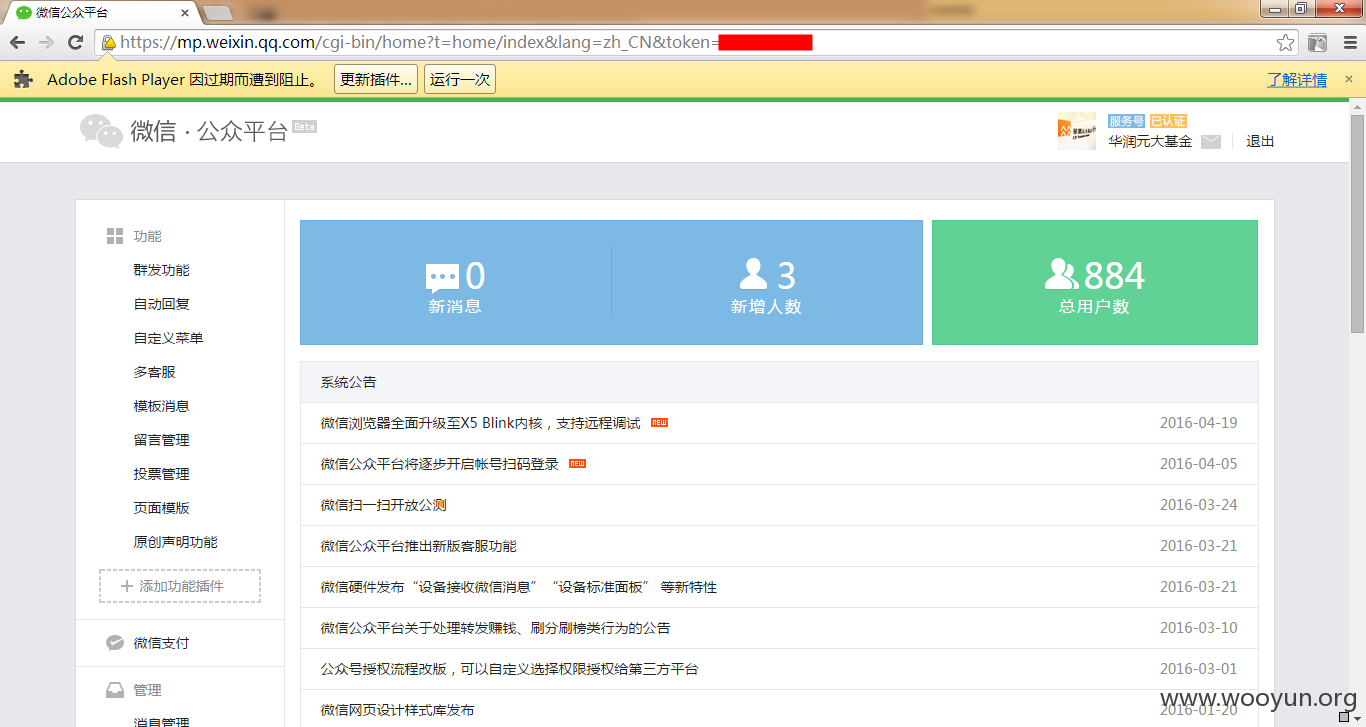 微信公众平台
https://mp.weixin.qq.com/cgi-bin/home?t=home/index&lang=zh_CN&token=
Adobe Flash Player 因过期而遭到阻止。 更新插件... 运行一次 了解详情
微信 · 公众平台 Beta
服务号 已认证
华润元大基金 退出
功能
群发功能
自动回复
自定义菜单
多客服
模板消息
留言管理
投票管理
页面模版
原创声明功能
添加功能插件
微信支付
管理
消息管理
0
新消息
3
新增人数
884
总用户数
系统公告
微信浏览器全面升级至X5 Blink内核，支持远程调试 NEW 2016-04-19
微信公众平台将逐步开启帐号扫码登录 NEW 2016-04-05
微信扫一扫开放公测 2016-03-24
微信公众平台推出新版客服功能 2016-03-21
微信硬件发布“设备接收微信消息”“设备标准面板” 等新特性 2016-03-21
微信公众平台关于处理转发赚钱、刷分刷榜类行为的公告 2016-03-10
公众号授权流程改版，可以自定义选择权限授权给第三方平台 2016-03-01
微信网页设计样式库发布 2016-01-20
www.wooyun.org